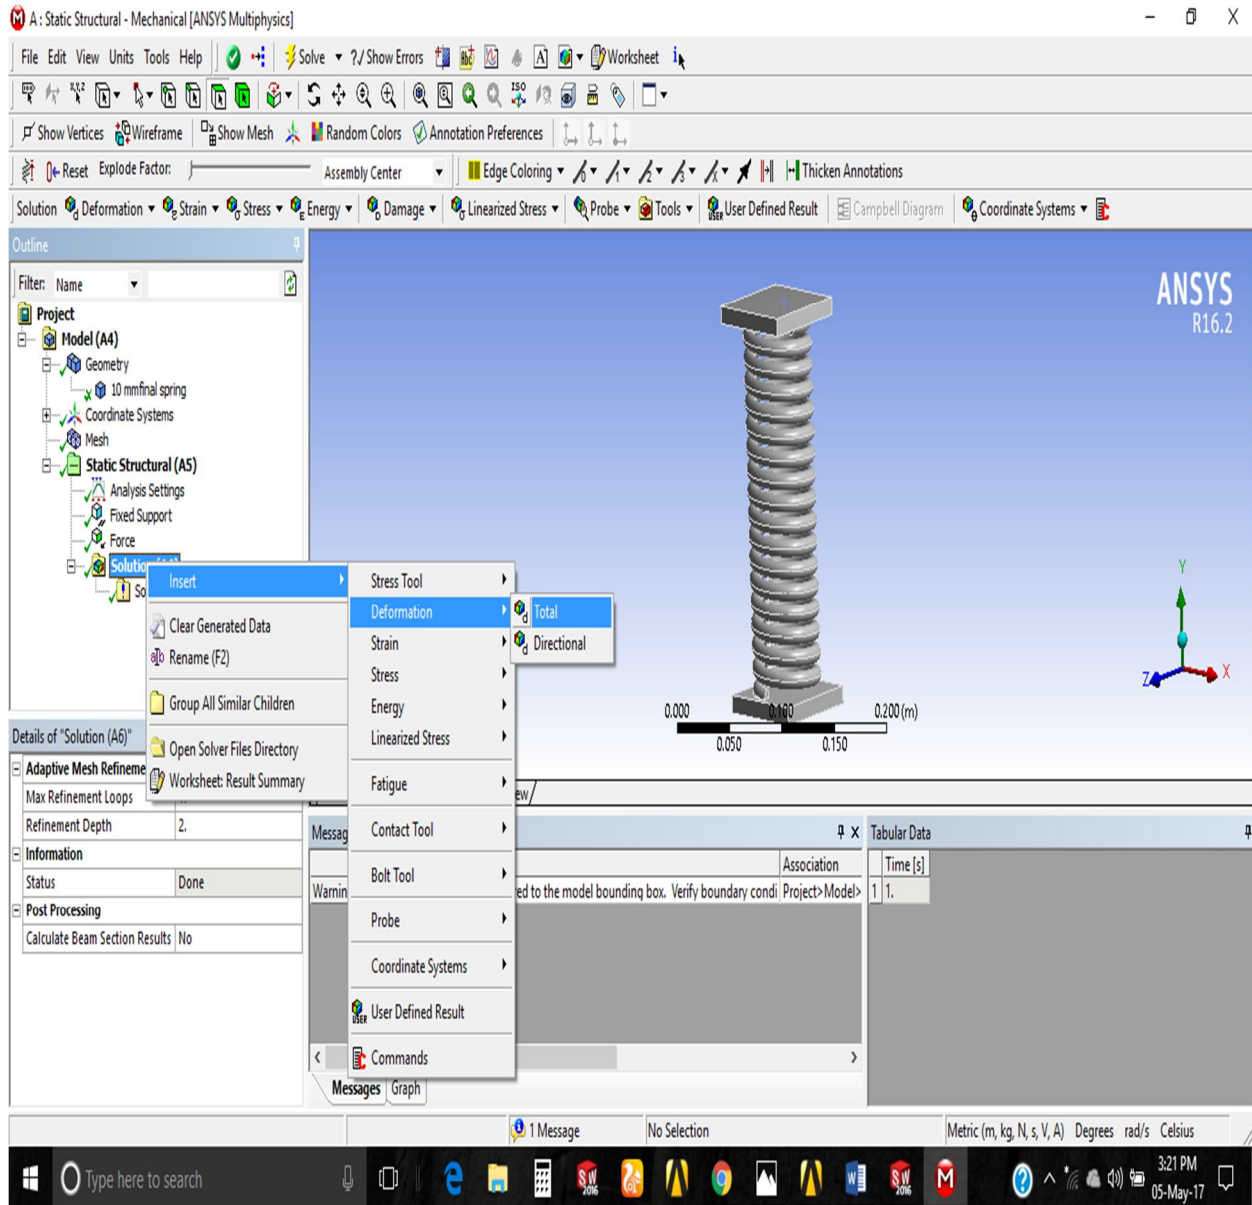 A : Static Structural - Mechanical [ANSYS Multiphysics]
File Edit View Units Tools Help Solve ?/ Show Errors Worksheet
Show Vertices Wireframe Show Mesh Random Colors Annotation Preferences
Reset Explode Factor: Assembly Center Edge Coloring Thicken Annotations
Solution Deformation Strain Stress Energy Damage Linearized Stress Probe Tools User Defined Result Campbell Diagram Coordinate Systems
Outline
Filter: Name
Project
Model (A4)
Geometry
10 mmfinal spring
Coordinate Systems
Mesh
Static Structural (A5)
Analysis Settings
Fixed Support
Force
Solution
So
Insert
Clear Generated Data
Rename (F2)
Group All Similar Children
Open Solver Files Directory
Worksheet: Result Summary
Stress Tool
Deformation
Strain
Stress
Energy
Linearized Stress
Fatigue
Contact Tool
Bolt Tool
Probe
Coordinate Systems
User Defined Result
Commands
Total
Directional
ANSYS
R16.2
Y
Z
X
0.000 0.100 0.200 (m)
0.050 0.150
Details of "Solution (A6)"
Adaptive Mesh Refineme
Max Refinement Loops
Refinement Depth 2.
Information
Status Done
Post Processing
Calculate Beam Section Results No
ew
Messag
Association
Warnin ed to the model bounding box. Verify boundary condi Project>Model>
Messages Graph
Tabular Data
Time [s]
1 1.
1 Message No Selection Metric (m, kg, N, s, V, A) Degrees rad/s Celsius
Type here to search
3:21 PM
05-May-17